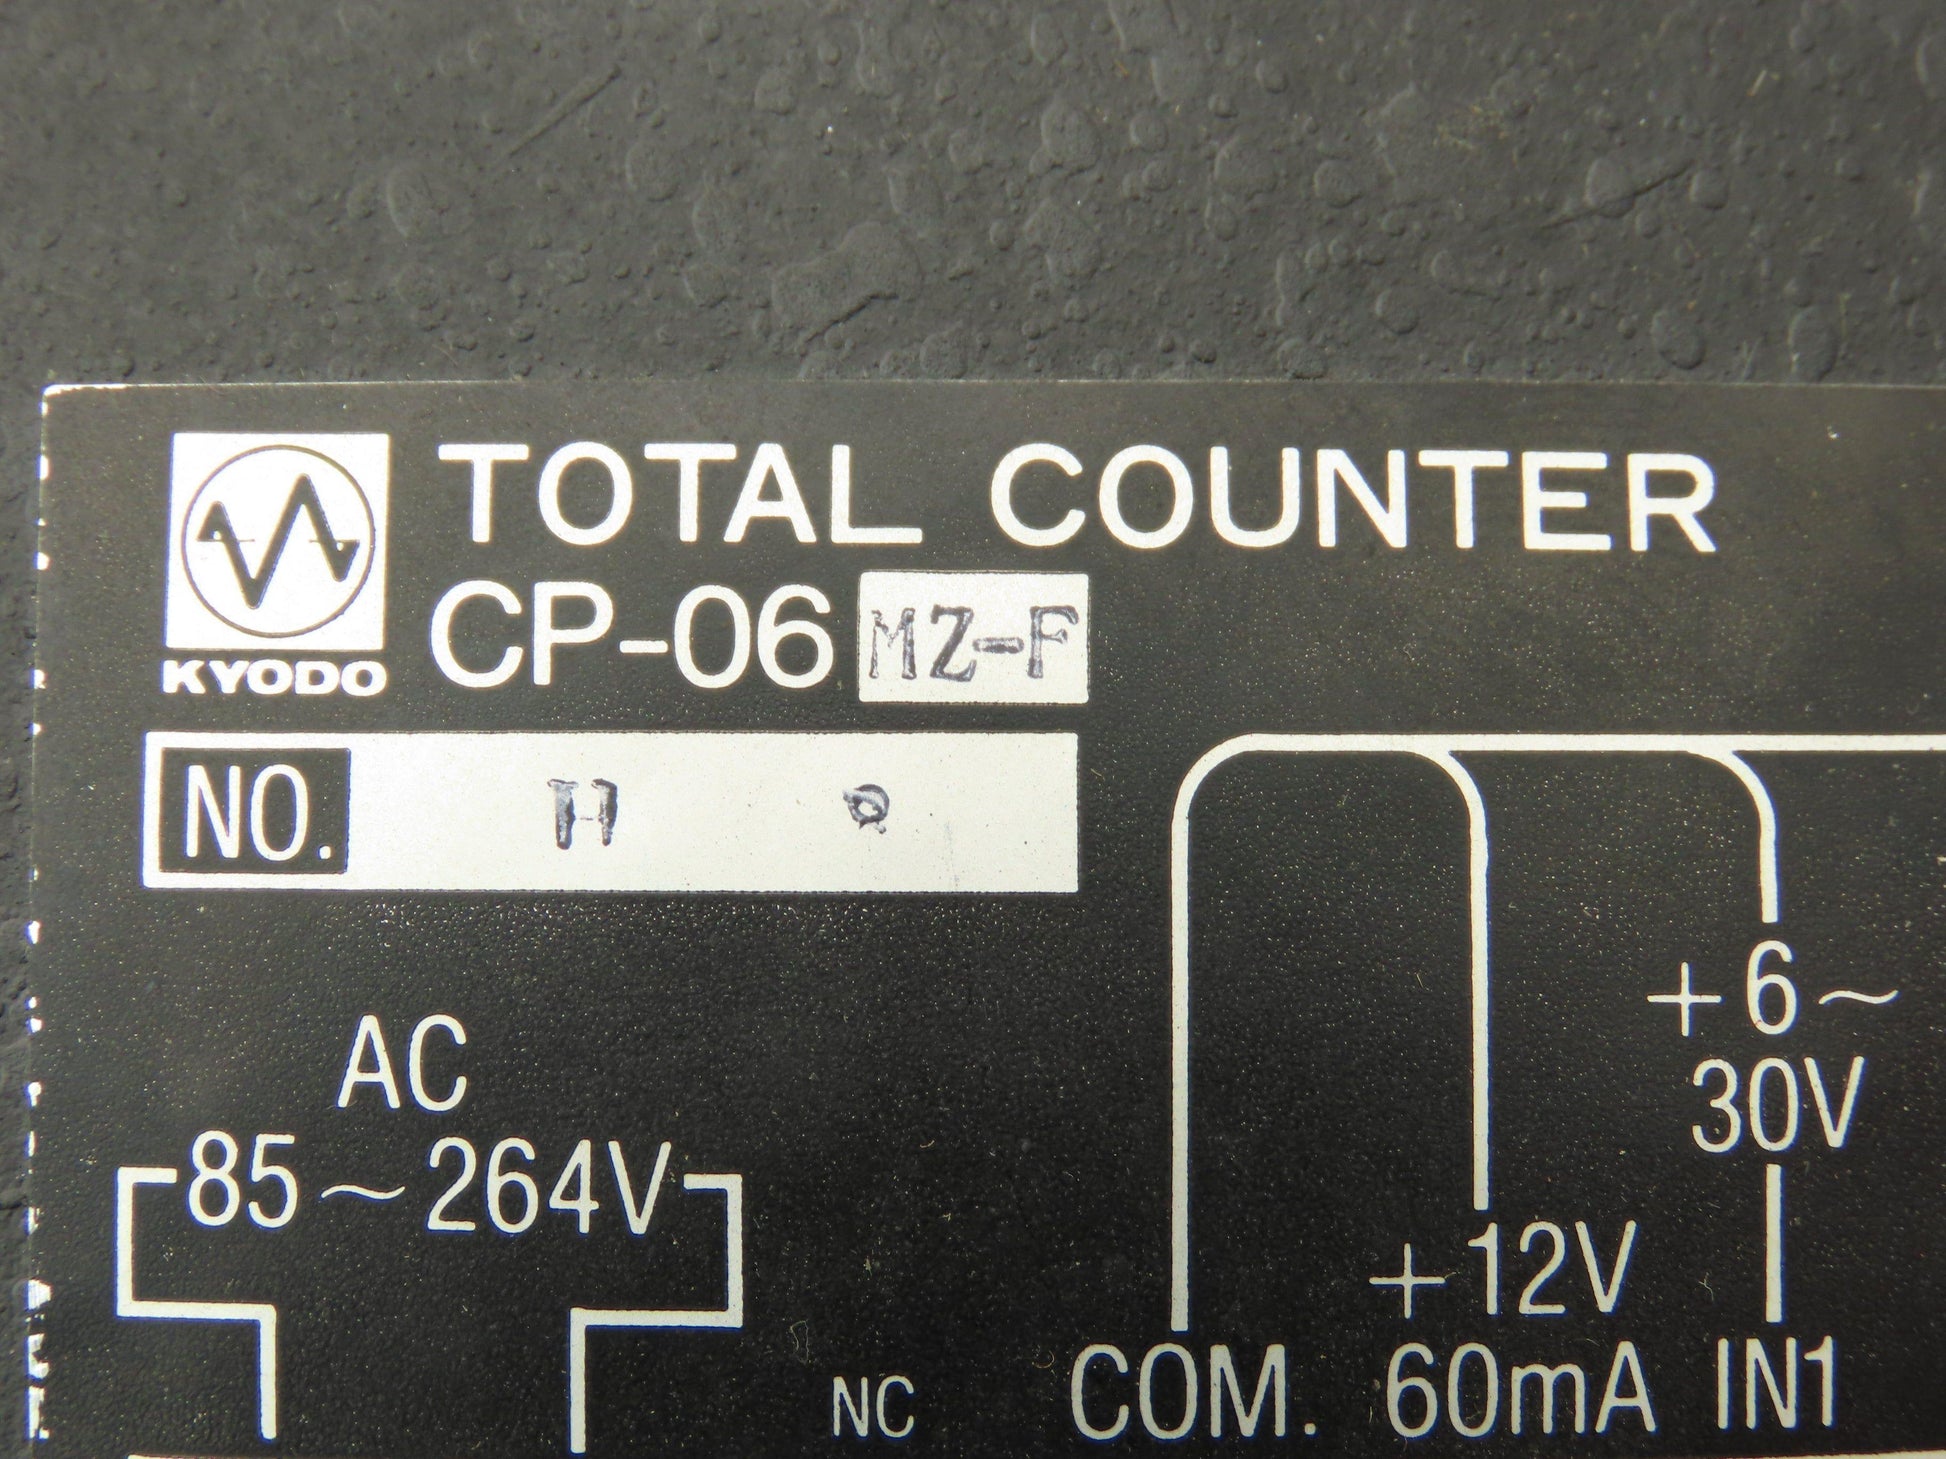 TOTAL COUNTER
KYODO
CP-06 MZ-F
NO. H
AC
85~264V
NC
COM.
+12V
60mA
+6~
30V
IN1